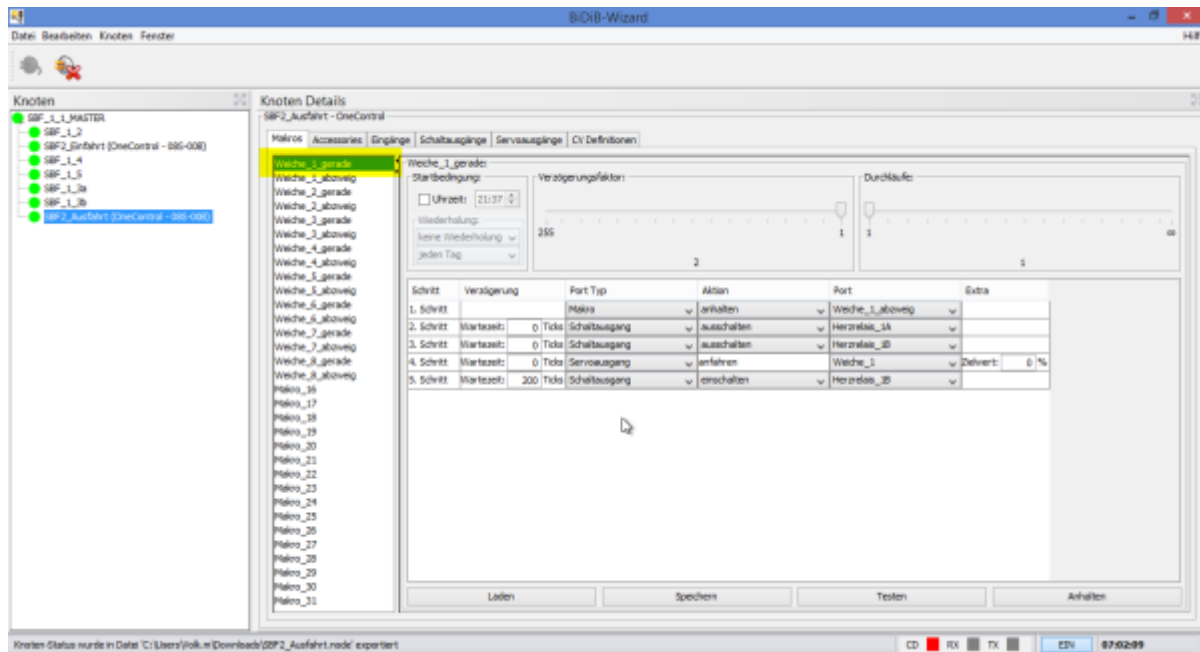 BiDiB-Wizard
Datei Bearbeiten Knoten Fenster Hilf
Knoten
SBF_1_1_MASTER
SBF_1_2
SBF2_Einfahrt (OneControl - 085-008)
SBF_1_4
SBF_1_5
SBF_1_3a
SBF_1_3b
SBF2_Ausfahrt (OneControl - 085-006)
Knoten Details
SBF2_Ausfahrt - OneControl
Makros Accessories Eingänge Schaltausgänge Servoausgänge CV Definitionen
Weiche_1_gerade
Weiche_1_abzweig
Weiche_2_gerade
Weiche_2_abzweig
Weiche_3_gerade
Weiche_3_abzweig
Weiche_4_gerade
Weiche_4_abzweig
Weiche_5_gerade
Weiche_5_abzweig
Weiche_6_gerade
Weiche_6_abzweig
Weiche_7_gerade
Weiche_7_abzweig
Weiche_8_gerade
Weiche_8_abzweig
Makro_16
Makro_17
Makro_18
Makro_19
Makro_20
Makro_21
Makro_22
Makro_23
Makro_24
Makro_25
Makro_26
Makro_27
Makro_28
Makro_29
Makro_30
Makro_31
Weiche_1_gerade:
Startbedingung:
Uhrzeit: 21:37
Wiederholung:
keine Wiederholung
jeden Tag
Verzögerungsfaktor:
255 1
2
Durchläufe:
1 ∞
1
Schritt Verzögerung Port Typ Aktion Port Extra
1. Schritt Makro anhalten Weiche_1_abzweig
2. Schritt Wartezeit: 0 Ticks Schaltausgang ausschalten Herzrelais_1A
3. Schritt Wartezeit: 0 Ticks Schaltausgang ausschalten Herzrelais_1B
4. Schritt Wartezeit: 0 Ticks Servoausgang anfahren Weiche_1 Zielwert: 0 %
5. Schritt Wartezeit: 200 Ticks Schaltausgang einschalten Herzrelais_1B
Laden Speichern Testen Anhalten
Knoten-Status wurde in Datei 'C:\Users\Volk.m\Downloads\SBF2_Ausfahrt.node' exportiert
CD RX TX EIN 07:02:09